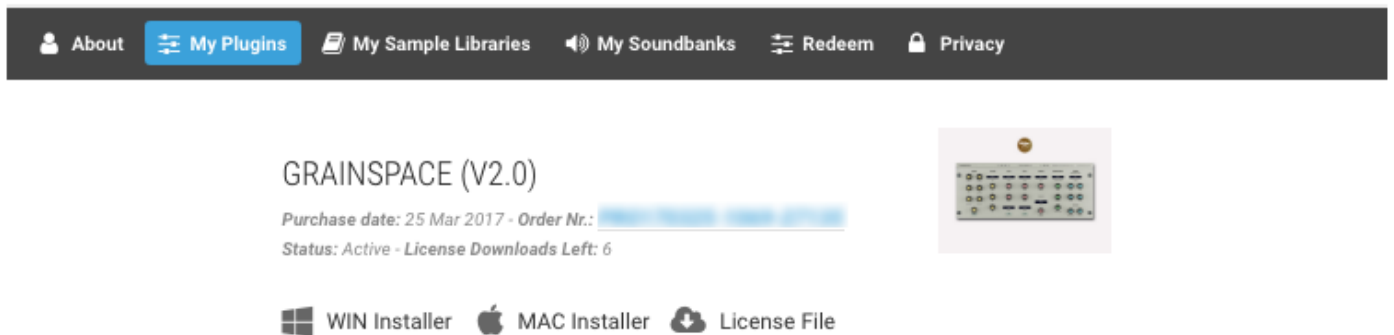 About My Plugins My Sample Libraries My Soundbanks Redeem Privacy
GRAINSPACE (V2.0)
Purchase date: 25 Mar 2017 - Order Nr.:
Status: Active - License Downloads Left: 6
WIN Installer MAC Installer License File